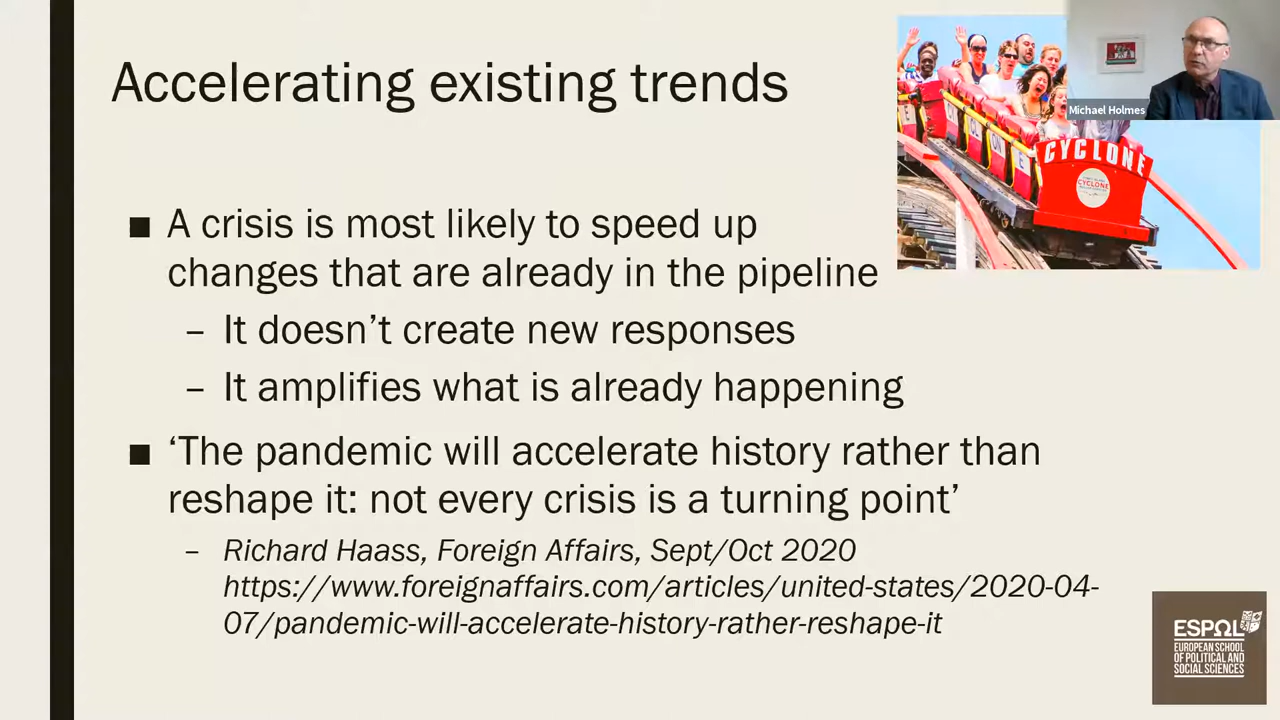 Accelerating existing trends
Michael Holmes
E
C
L
O
N
E
CYCLONE
CYCLONE
■ A crisis is most likely to speed up
changes that are already in the pipeline
– It doesn’t create new responses
– It amplifies what is already happening
■ ‘The pandemic will accelerate history rather than
reshape it: not every crisis is a turning point’
– Richard Haass, Foreign Affairs, Sept/Oct 2020
https://www.foreignaffairs.com/articles/united-states/2020-04-
07/pandemic-will-accelerate-history-rather-reshape-it
ESPΩL
EUROPEAN SCHOOL
OF POLITICAL AND
SOCIAL SCIENCES